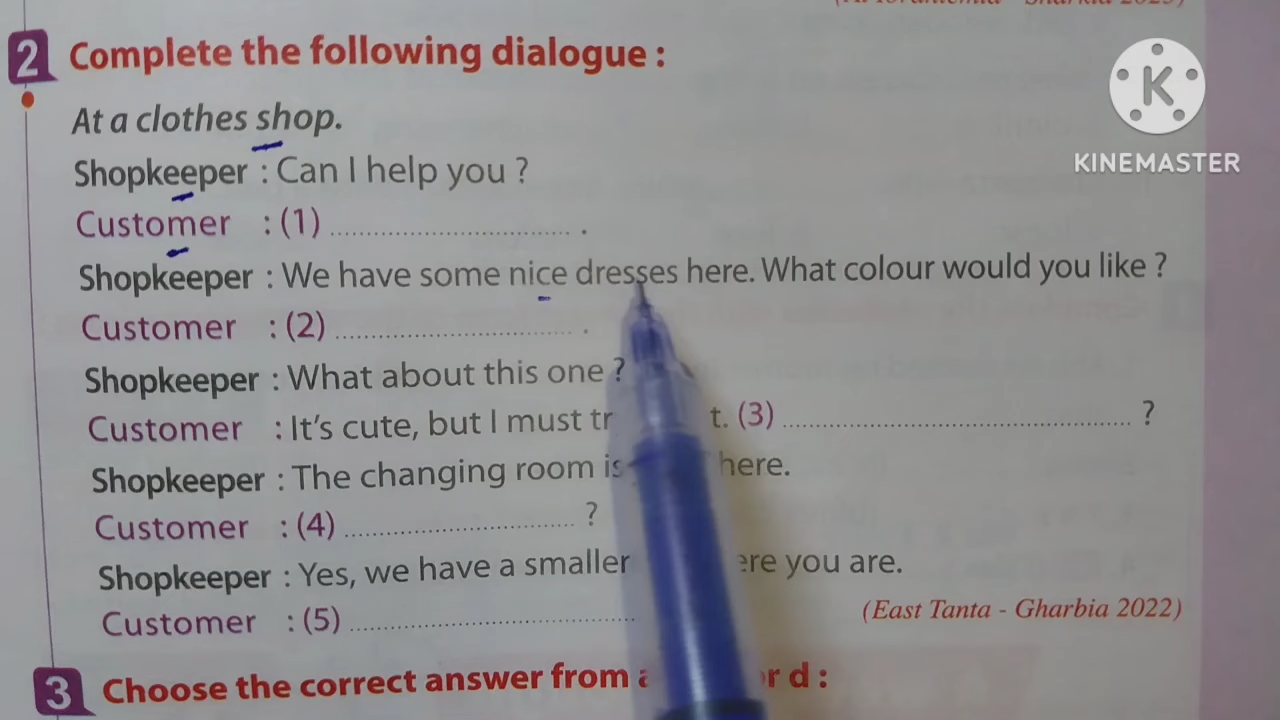 2 Complete the following dialogue :
At a clothes shop.
Shopkeeper : Can I help you ?
Customer : (1) ........................................ .
Shopkeeper : We have some nice dresses here. What colour would you like ?
Customer : (2) ........................................ .
Shopkeeper : What about this one ?
Customer : It's cute, but I must t. (3) ............................................................ ?
Shopkeeper : The changing room here.
Customer : (4) ........................................ ?
Shopkeeper : Yes, we have a smaller you are.
Customer : (5) ..................................................
(East Tanta - Gharbia 2022)
3 Choose the correct answer from d :
KINEMASTER